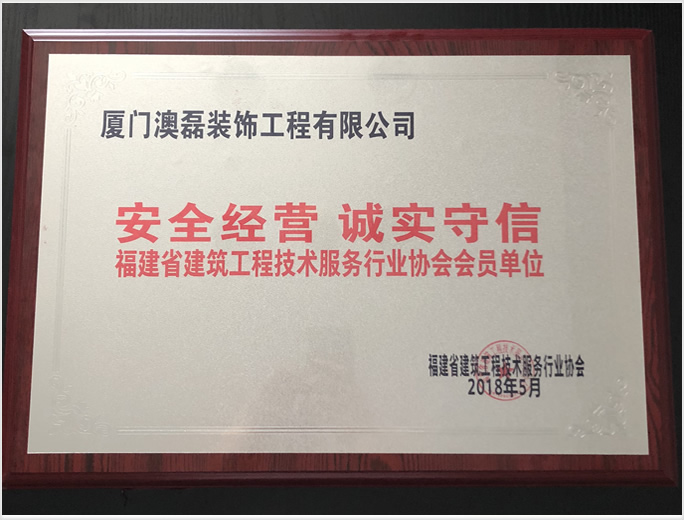 厦门澳磊装饰工程有限公司
安全经营 诚实守信
福建省建筑工程技术服务行业协会会员单位
福建省建筑工程技术服务行业协会
2018年5月